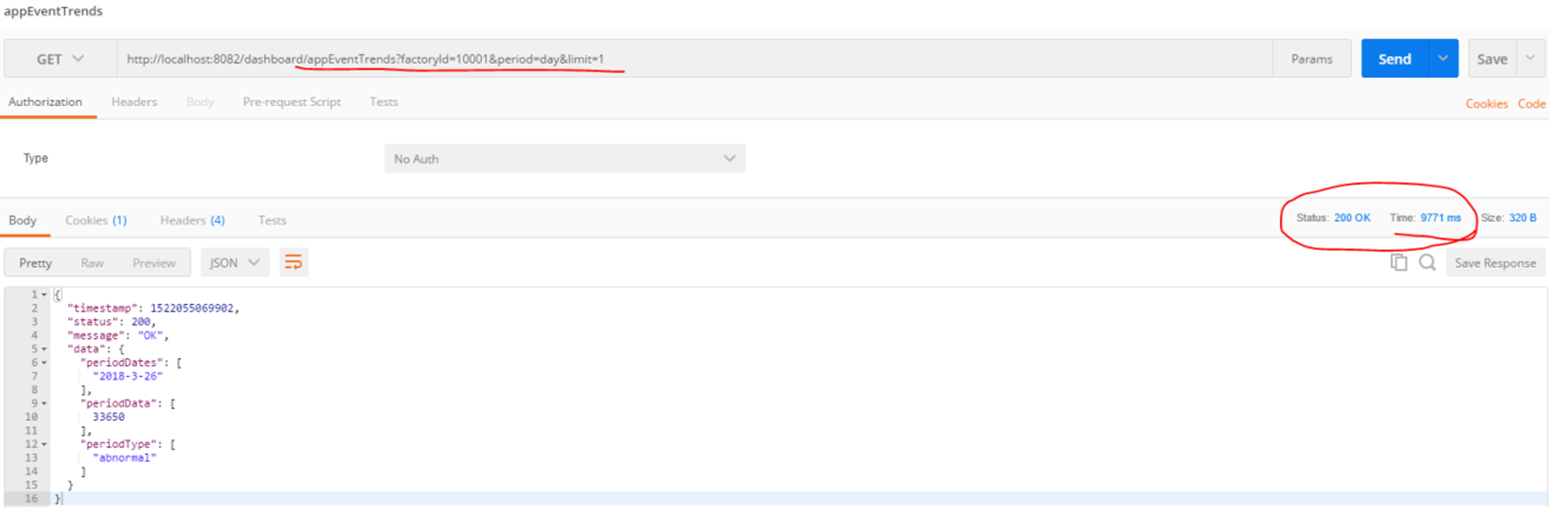 appEventTrends
GET http://localhost:8082/dashboard/appEventTrends?factoryId=10001&period=day&limit=1 Params Send Save
Authorization Headers Body Pre-request Script Tests Cookies Code
Type No Auth
Body Cookies (1) Headers (4) Tests Status: 200 OK Time: 9771 ms Size: 320 B
Pretty Raw Preview JSON Save Response
1 {
2 "timestamp": 1522055069902,
3 "status": 200,
4 "message": "OK",
5 "data": {
6 "periodDates": [
7 "2018-3-26"
8 ],
9 "periodData": [
10 33650
11 ],
12 "periodType": [
13 "abnormal"
14 ]
15 }
16 }